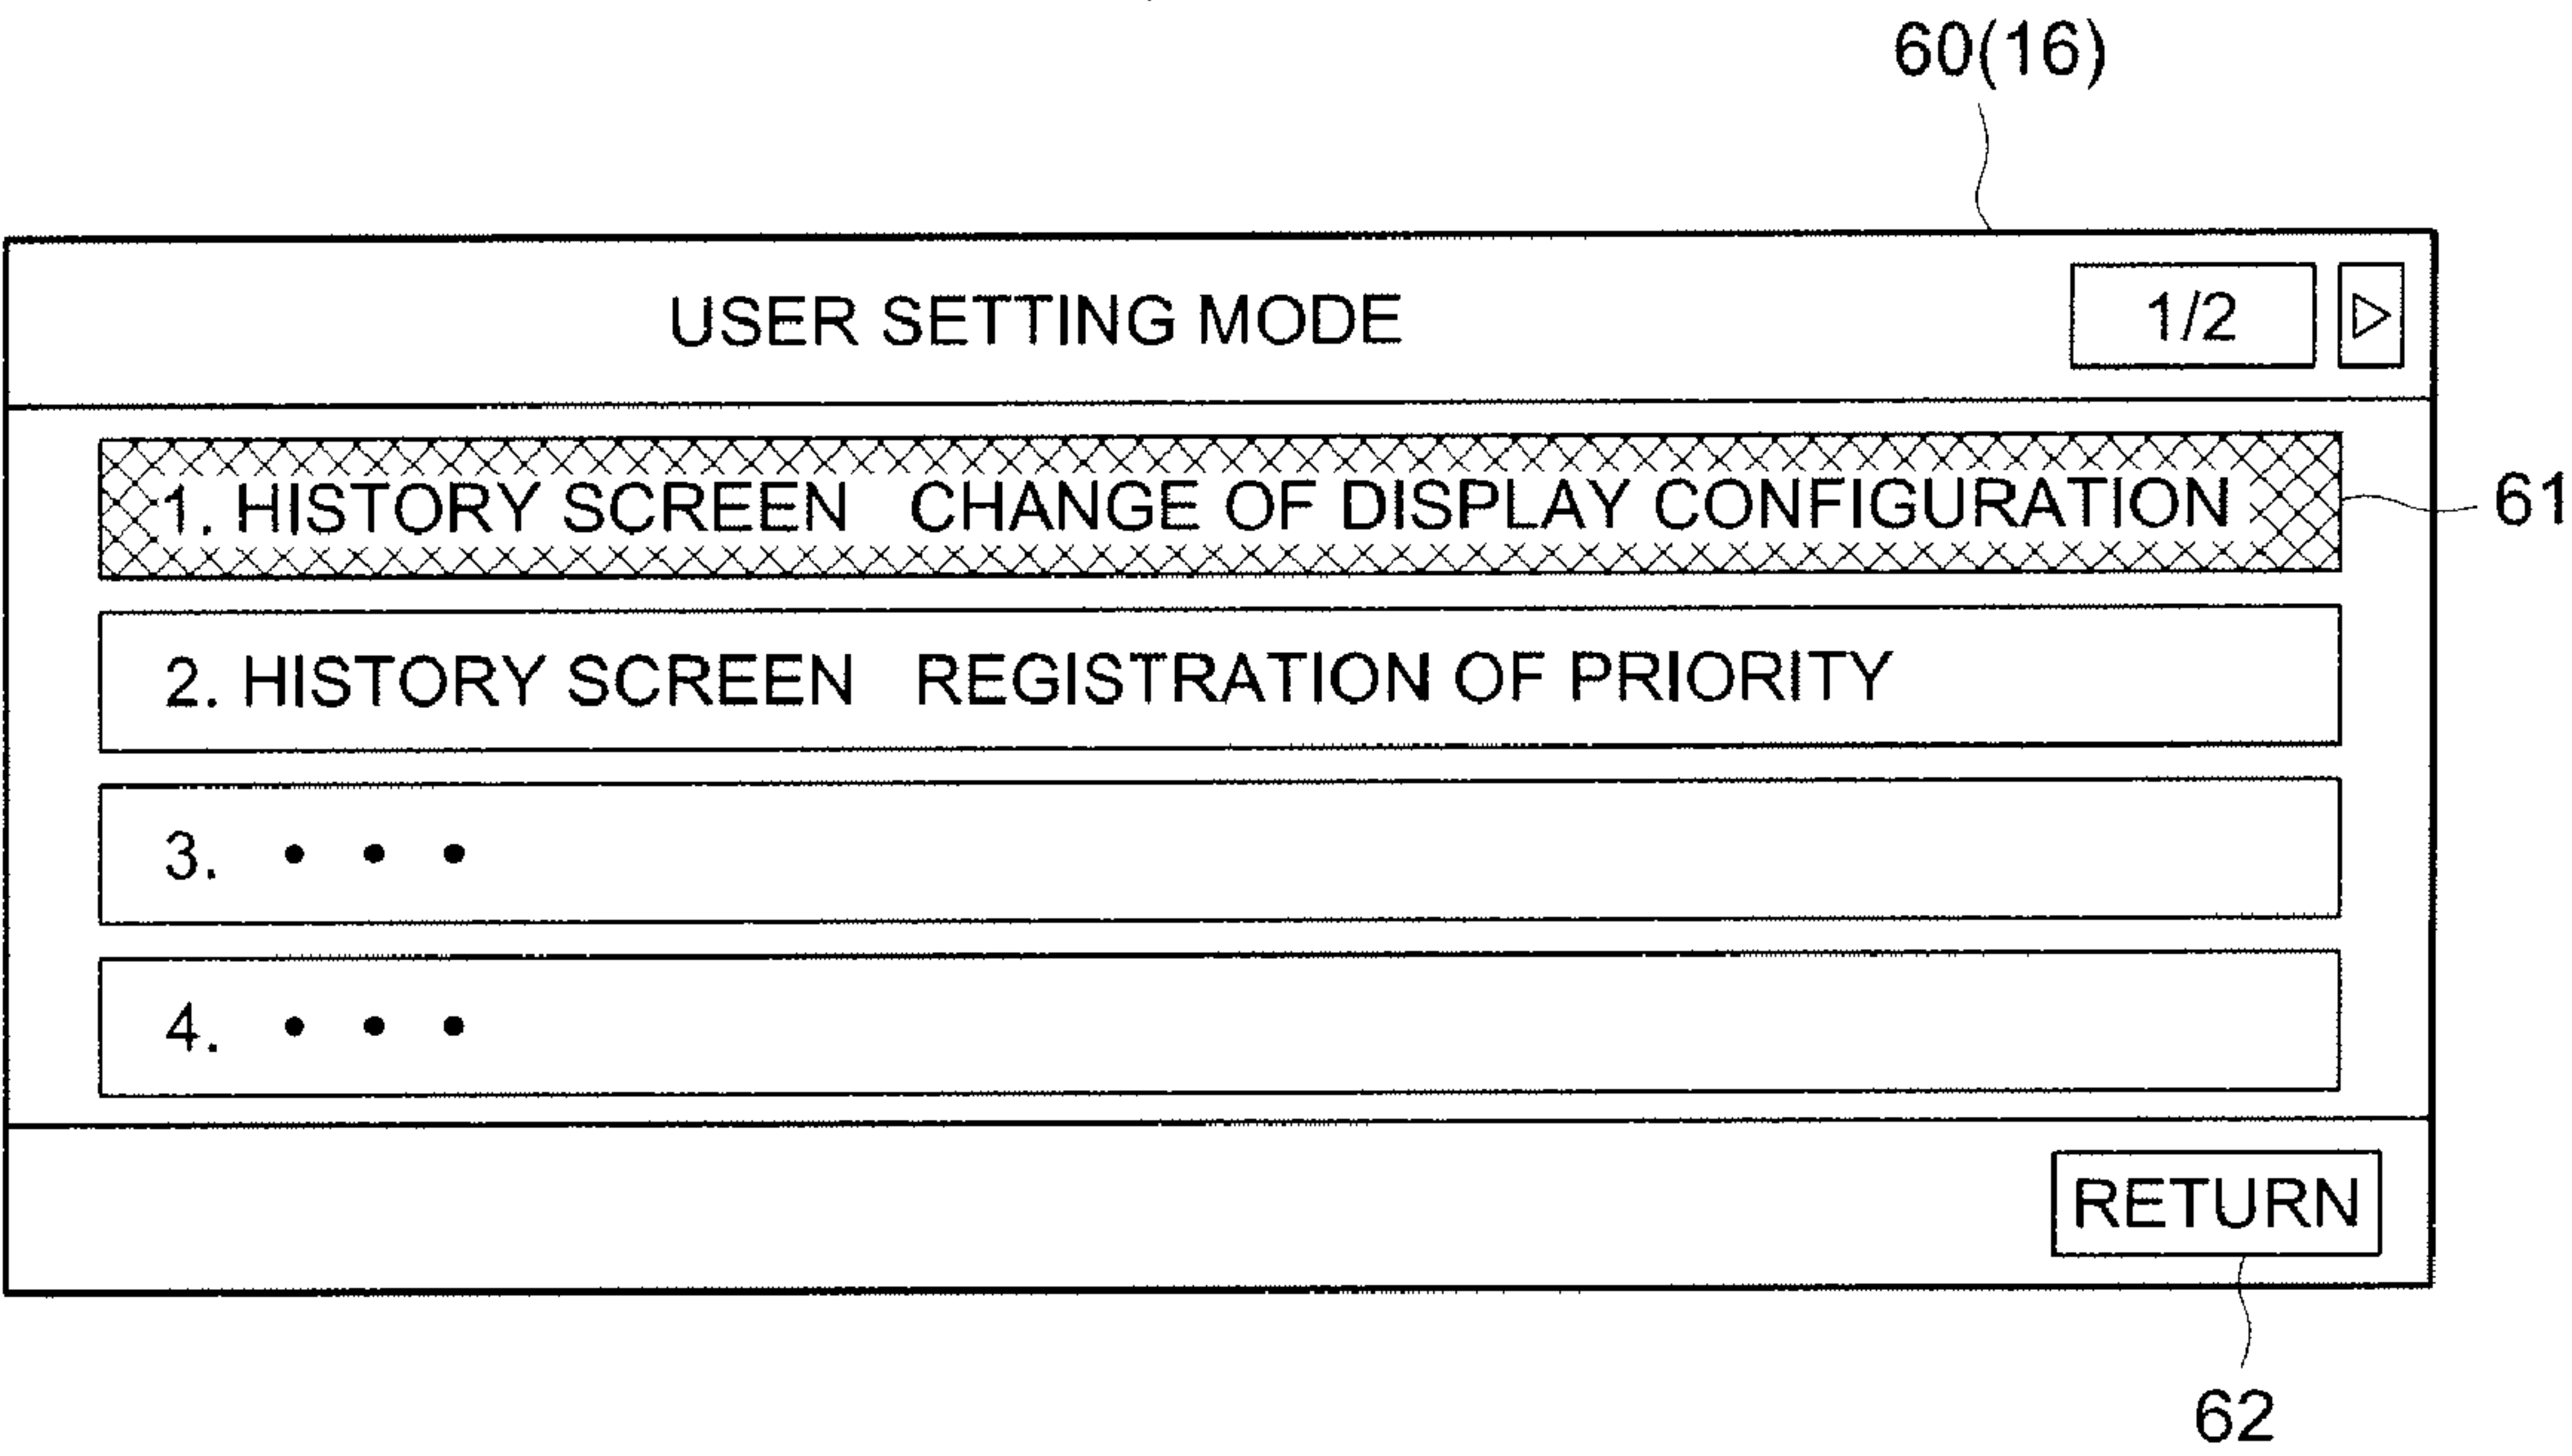 60(16)
USER SETTING MODE 1/2
1. HISTORY SCREEN CHANGE OF DISPLAY CONFIGURATION 61
2. HISTORY SCREEN REGISTRATION OF PRIORITY
3. • • •
4. • • •
RETURN
62